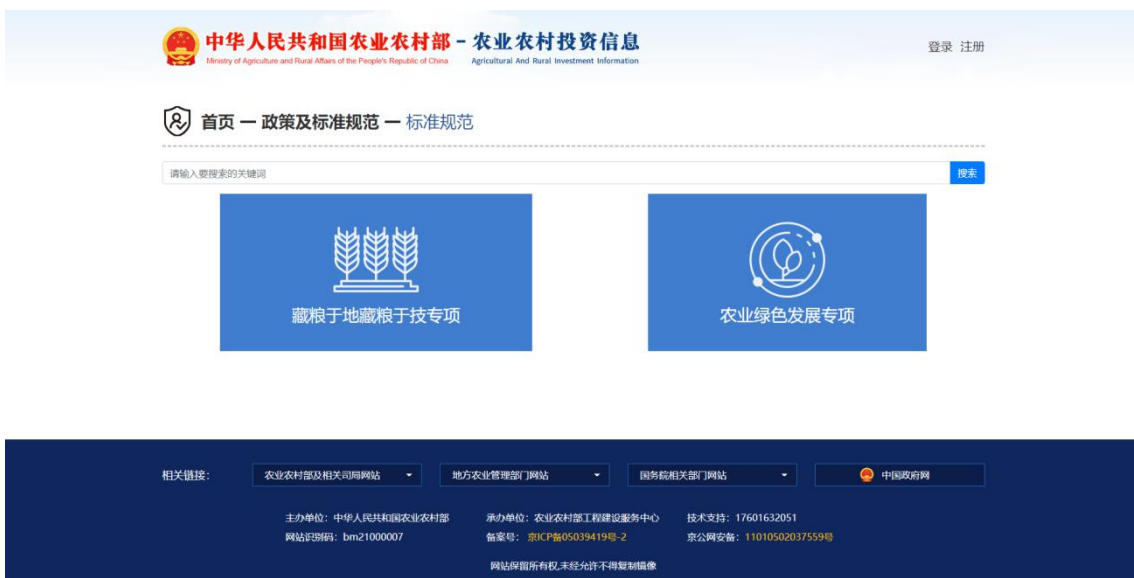 中华人民共和国农业农村部 - 农业农村投资信息
Ministry of Agriculture and Rural Affairs of the People's Republic of China Agricultural And Rural Investment Information
登录 注册
首页 一 政策及标准规范 一 标准规范
请输入要搜索的关键词
搜索
藏粮于地藏粮于技专项
农业绿色发展专项
相关链接：
农业农村部及相关司局网站
地方农业管理部门网站
国务院相关部门网站
中国政府网
主办单位：中华人民共和国农业农村部 承办单位：农业农村部工程建设服务中心 技术支持：17601632051
网站识别码：bm21000007 备案号：京ICP备05039419号-2 京公网安备：11010502037559号
网站保留所有权,未经允许不得复制镜像